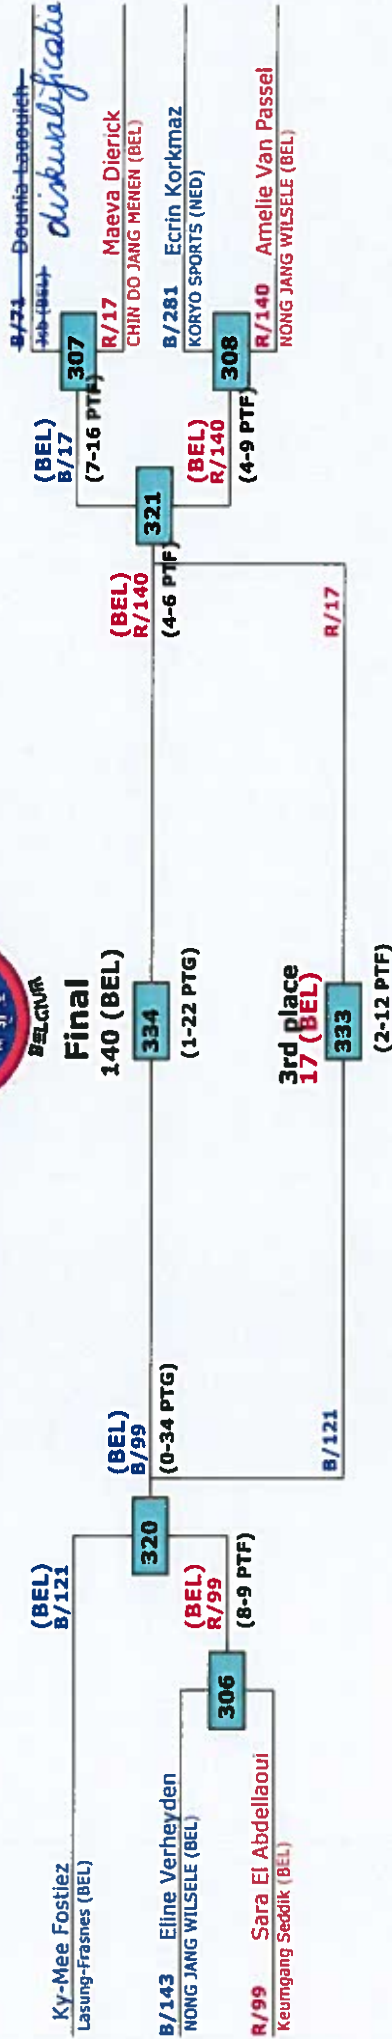 BELGIUM
Final
140 (BEL)
334
(1-22 PTG)
3rd place
17 (BEL)
333
(2-12 PTF)
Ky-Mee Fostiez
Lasung-Frasnes (BEL)
(BEL)
B/121
B/143 Eline Verheyden
NONG JANG WILSELE (BEL)
R/99 Sara El Abdellaoui
Keumgang Seddik (BEL)
306
(BEL)
R/99
(8-9 PTF)
320
(BEL)
B/99
(0-34 PTG)
B/121
(BEL)
R/140
(4-6 PTF)
R/17
321
(BEL)
B/17
(7-16 PTF)
(BEL)
R/140
(4-9 PTF)
307
308
B/71 Dounia Laaouich
(BEL)
diskwalificatie
R/17 Maeva Dierick
CHIN DO JANG MENEN (BEL)
B/281 Ecrin Korkmaz
KORYO SPORTS (NED)
R/140 Amelie Van Passel
NONG JANG WILSELE (BEL)